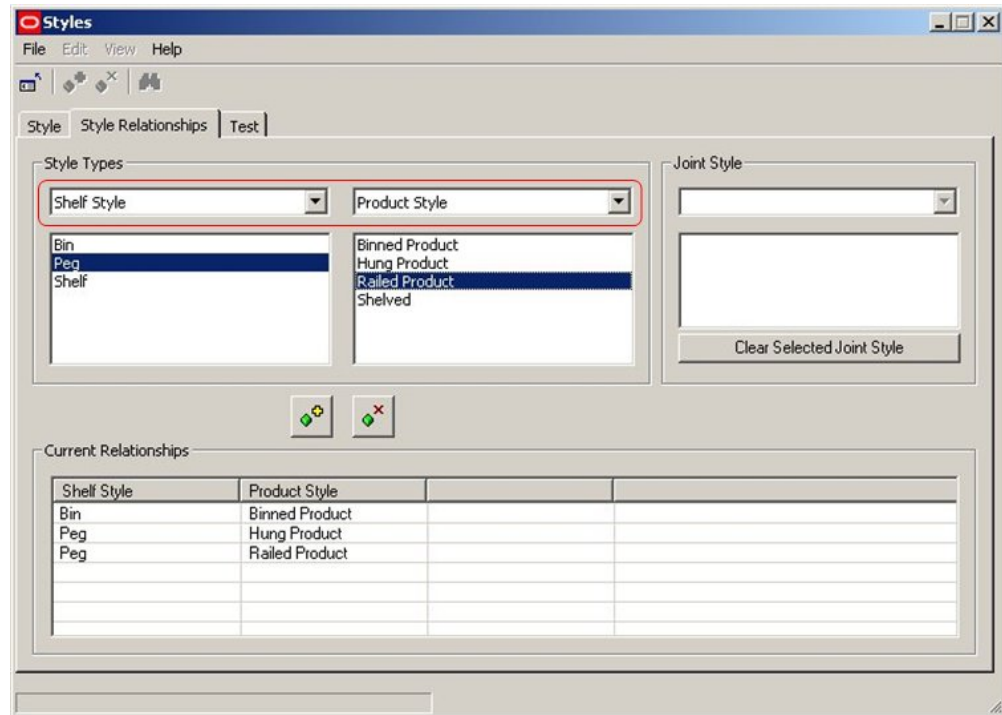 Styles
File Edit View Help
Style Style Relationships Test
Style Types
Joint Style
Shelf Style Product Style
Bin
Peg
Shelf
Binned Product
Hung Product
Railed Product
Shelved
Clear Selected Joint Style
Current Relationships
Shelf Style Product Style
Bin Binned Product
Peg Hung Product
Peg Railed Product